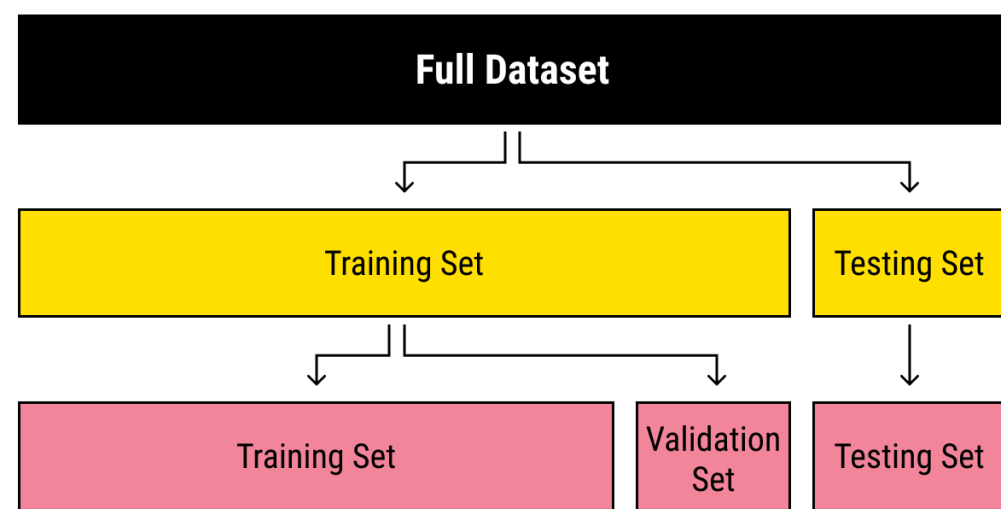 Full Dataset
Training Set
Testing Set
Training Set
Validation
Set
Testing Set